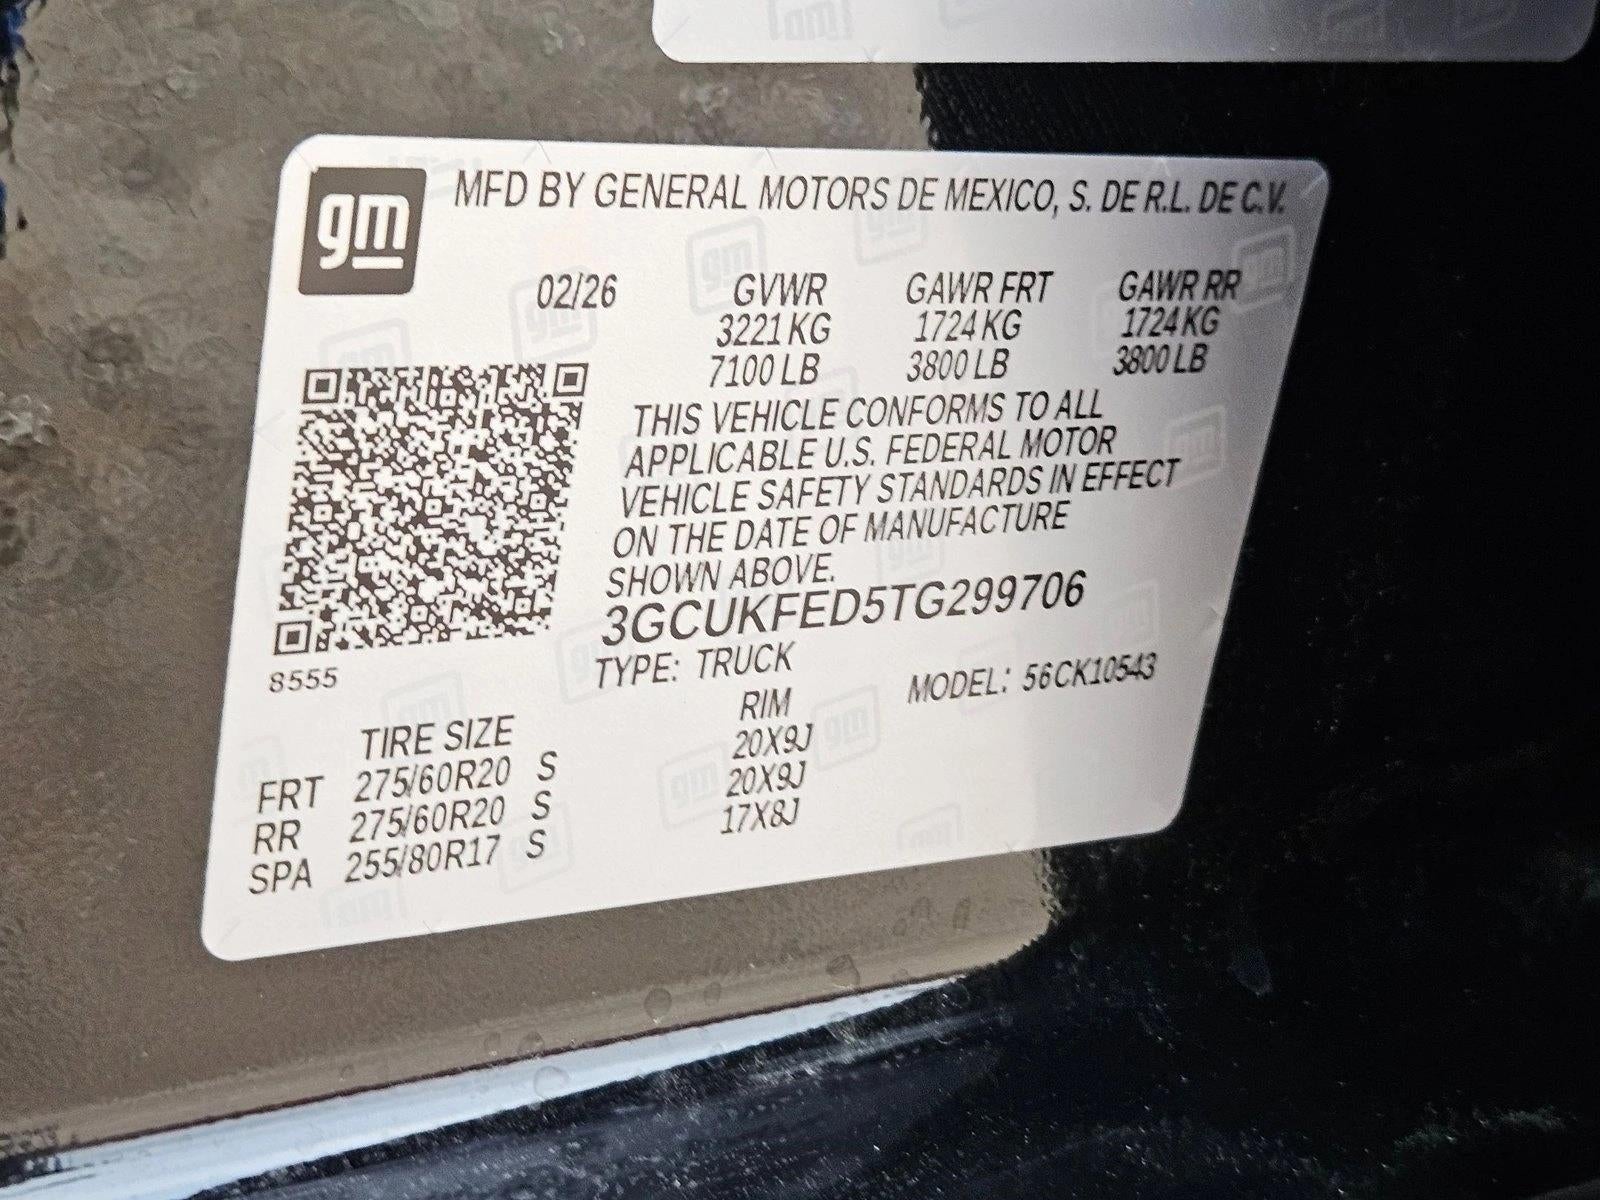 gm MFD BY GENERAL MOTORS DE MEXICO, S. DE R.L. DE C.V.
02/26 GVWR GAWR FRT GAWR RR
3221 KG 1724 KG 1724 KG
7100 LB 3800 LB 3800 LB
THIS VEHICLE CONFORMS TO ALL
APPLICABLE U.S. FEDERAL MOTOR
VEHICLE SAFETY STANDARDS IN EFFECT
ON THE DATE OF MANUFACTURE
SHOWN ABOVE.
3GCUKFED5TG299706
8555
TYPE: TRUCK MODEL: 56CK10543
TIRE SIZE RIM
FRT 275/60R20 S 20X9J
RR 275/60R20 S 20X9J
SPA 255/80R17 S 17X8J